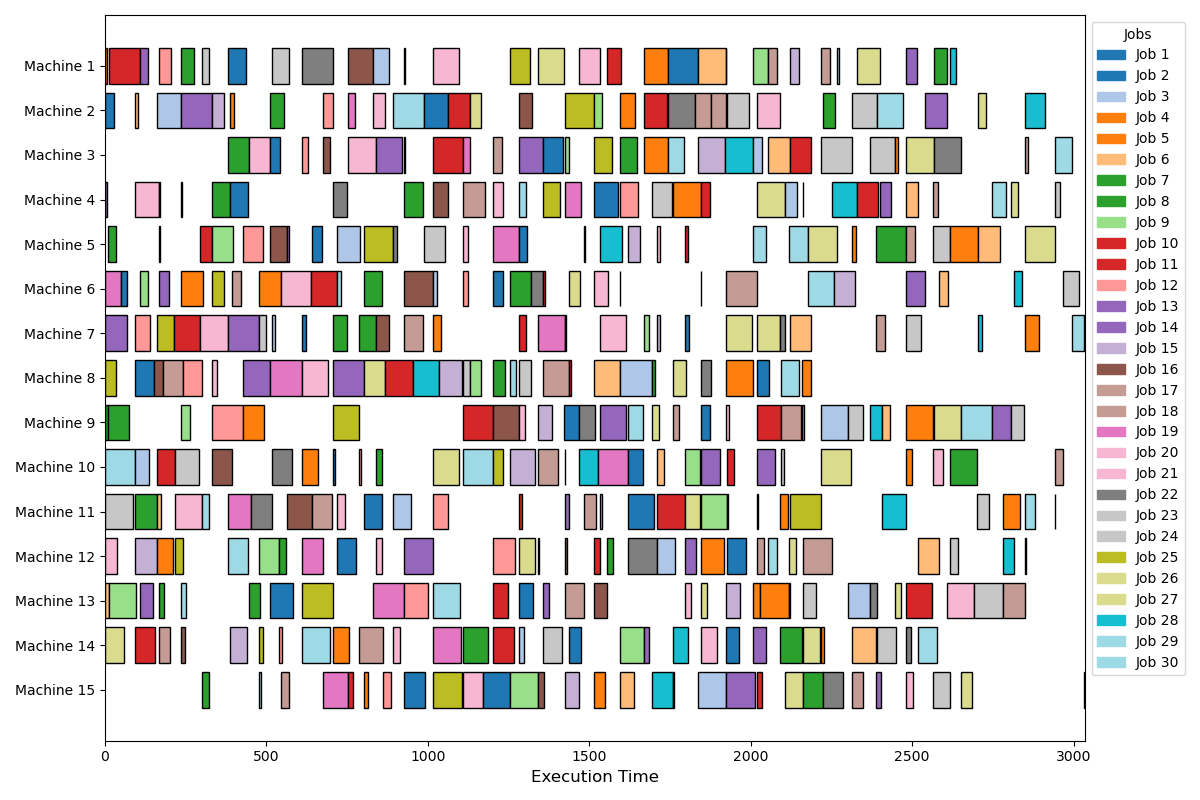 Machine 1
Machine 2
Machine 3
Machine 4
Machine 5
Machine 6
Machine 7
Machine 8
Machine 9
Machine 10
Machine 11
Machine 12
Machine 13
Machine 14
Machine 15
0 500 1000 1500 2000 2500 3000
Execution Time
Jobs
Job 1
Job 2
Job 3
Job 4
Job 5
Job 6
Job 7
Job 8
Job 9
Job 10
Job 11
Job 12
Job 13
Job 14
Job 15
Job 16
Job 17
Job 18
Job 19
Job 20
Job 21
Job 22
Job 23
Job 24
Job 25
Job 26
Job 27
Job 28
Job 29
Job 30